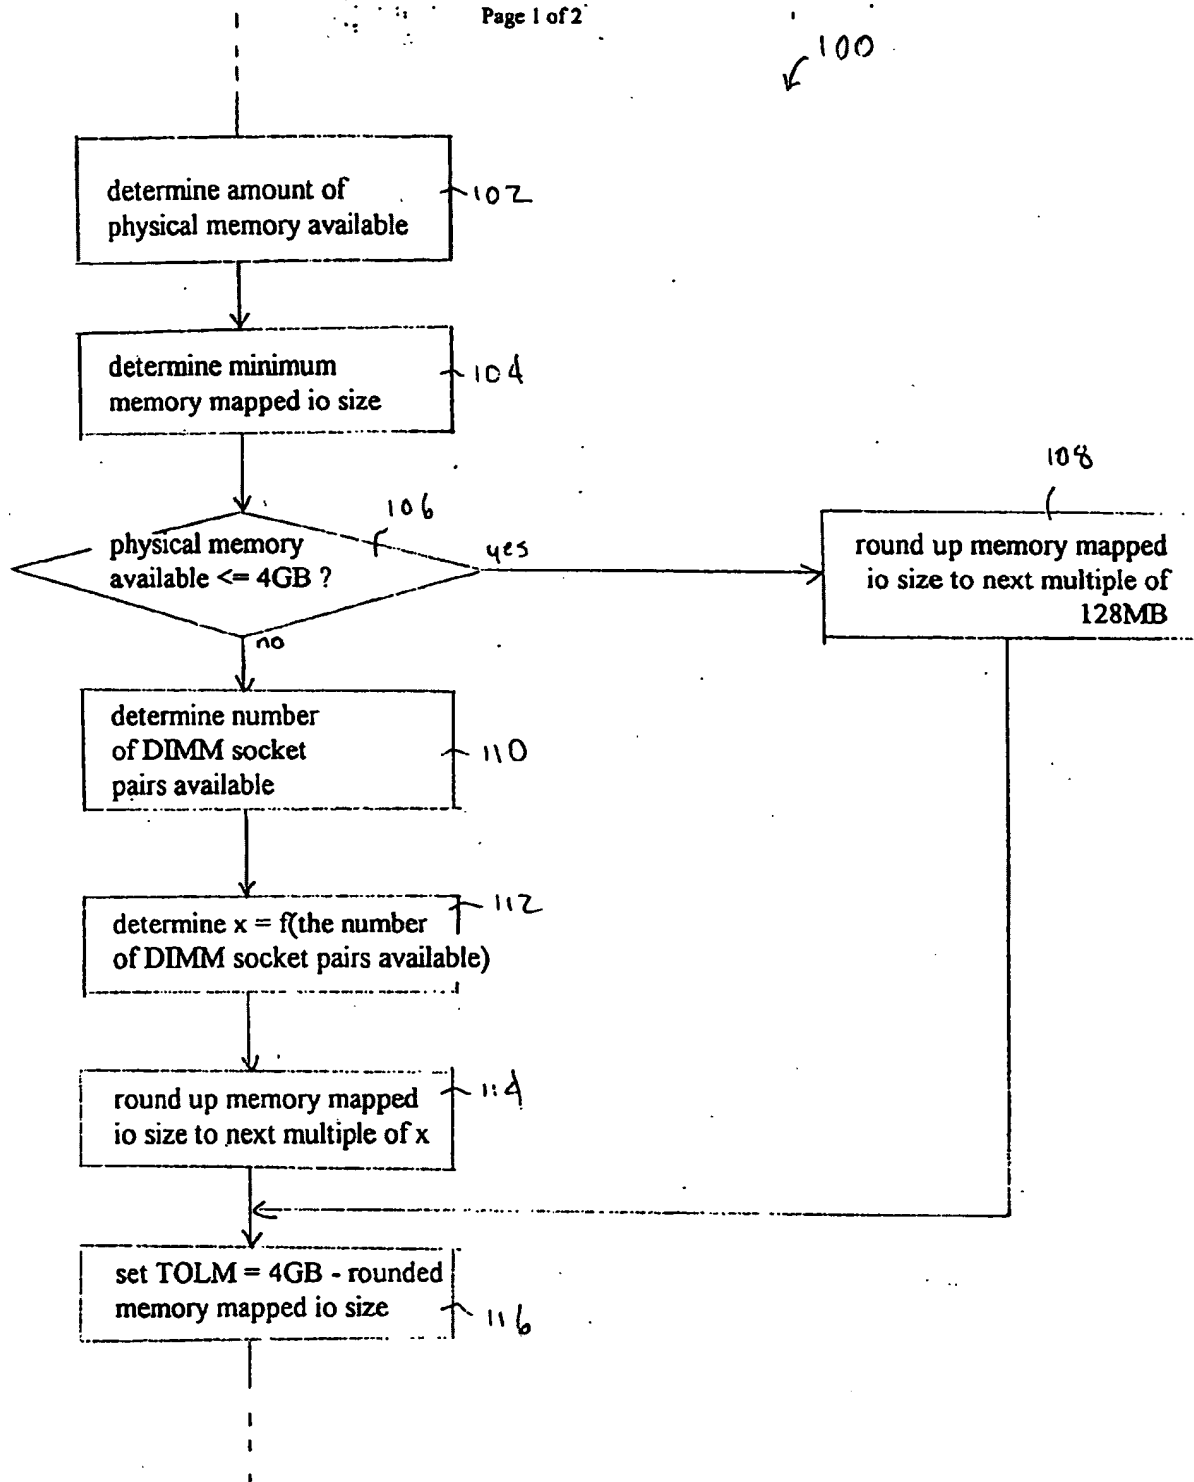 Page 1 of 2
100
determine amount of
physical memory available
102
determine minimum
memory mapped io size
104
106
physical memory
available <= 4GB ?
yes
no
108
round up memory mapped
io size to next multiple of
128MB
determine number
of DIMM socket
pairs available
110
determine x = f(the number
of DIMM socket pairs available)
112
round up memory mapped
io size to next multiple of x
114
set TOLM = 4GB - rounded
memory mapped io size
116